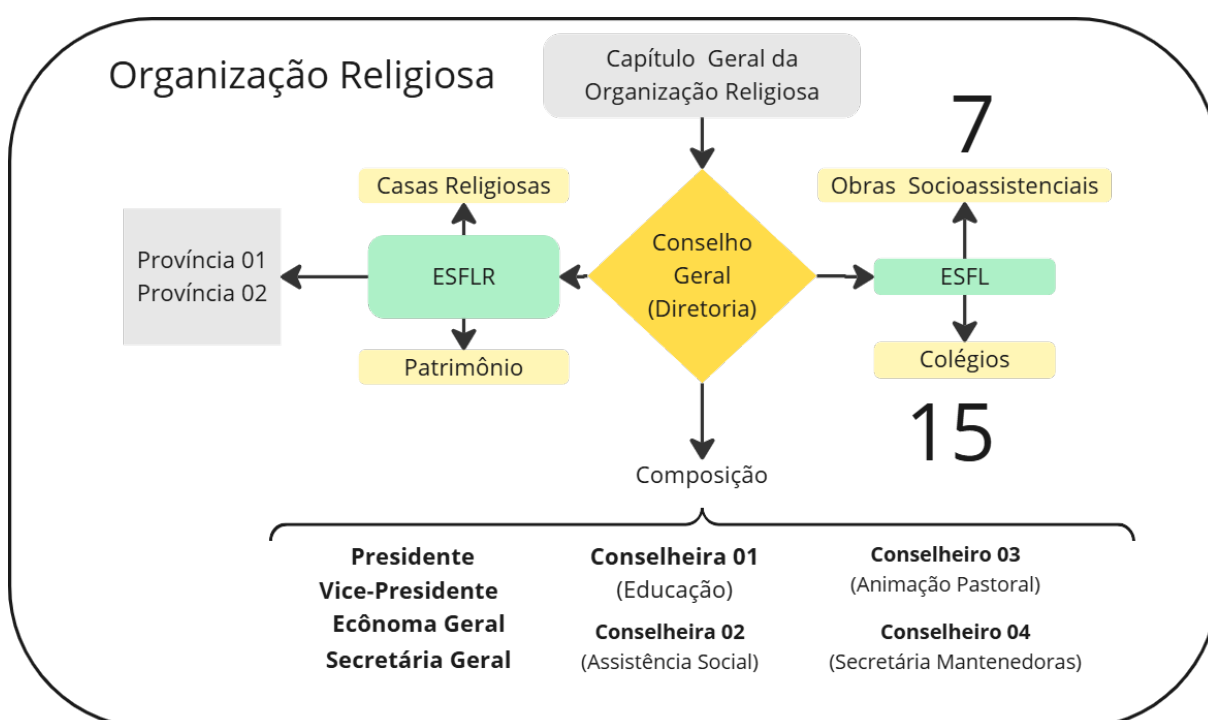 Organização Religiosa
Capítulo Geral da
Organização Religiosa
7
Casas Religiosas
Obras Socioassistenciais
Província 01
Província 02
ESFLR
Conselho
Geral
(Diretoria)
ESFL
Patrimônio
Colégios
15
Composição
Presidente
Vice-Presidente
Ecônoma Geral
Secretária Geral
Conselheira 01
(Educação)
Conselheira 02
(Assistência Social)
Conselheiro 03
(Animação Pastoral)
Conselheiro 04
(Secretária Mantenedoras)